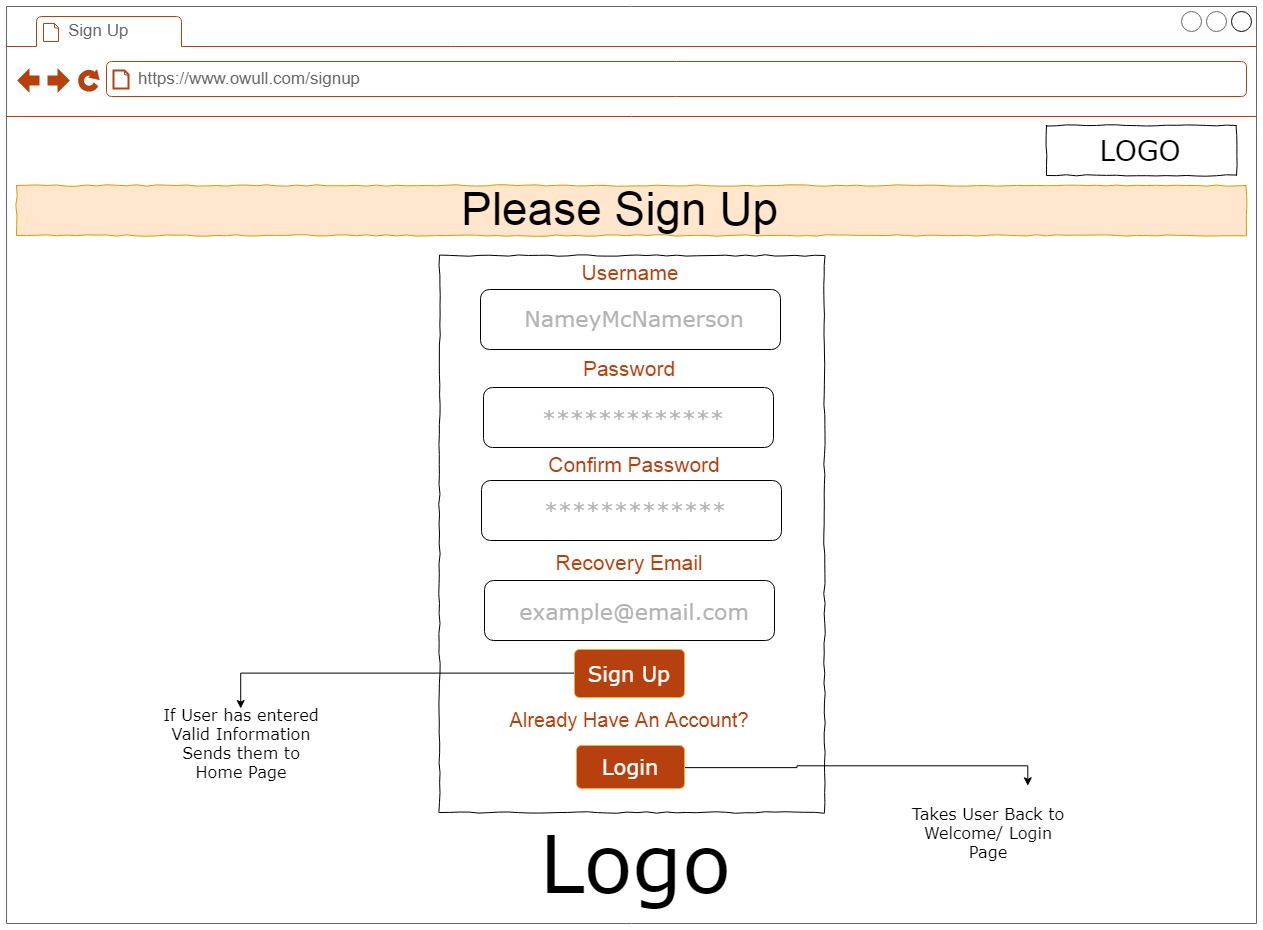 Sign Up
https://www.owull.com/signup
LOGO
Please Sign Up
Username
NameyMcNamerson
Password
*************
Confirm Password
*************
Recovery Email
example@email.com
Sign Up
If User has entered
Valid Information
Sends them to
Home Page
Already Have An Account?
Login
Takes User Back to
Welcome/ Login
Page
Logo